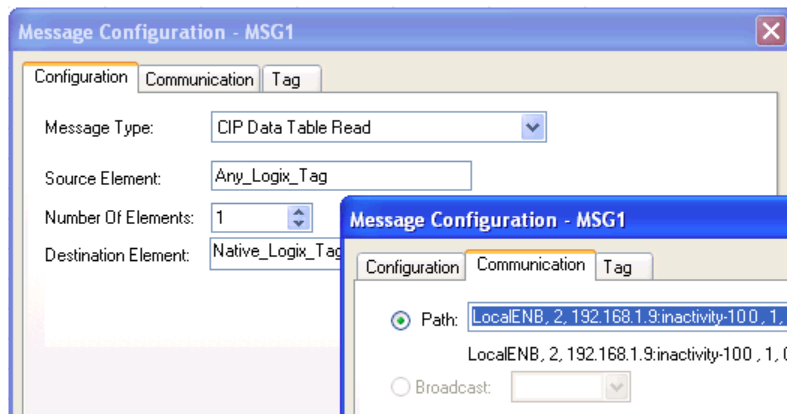 Message Configuration - MSG1
Configuration Communication Tag
Message Type: CIP Data Table Read
Source Element: Any_Logix_Tag
Number Of Elements: 1
Destination Element: Native_Logix_Tag
Message Configuration - MSG1
Configuration Communication Tag
Path: LocalENB, 2, 192.168.1.9:inactivity-100 , 1,
LocalENB, 2, 192.168.1.9:inactivity-100 , 1,
Broadcast: